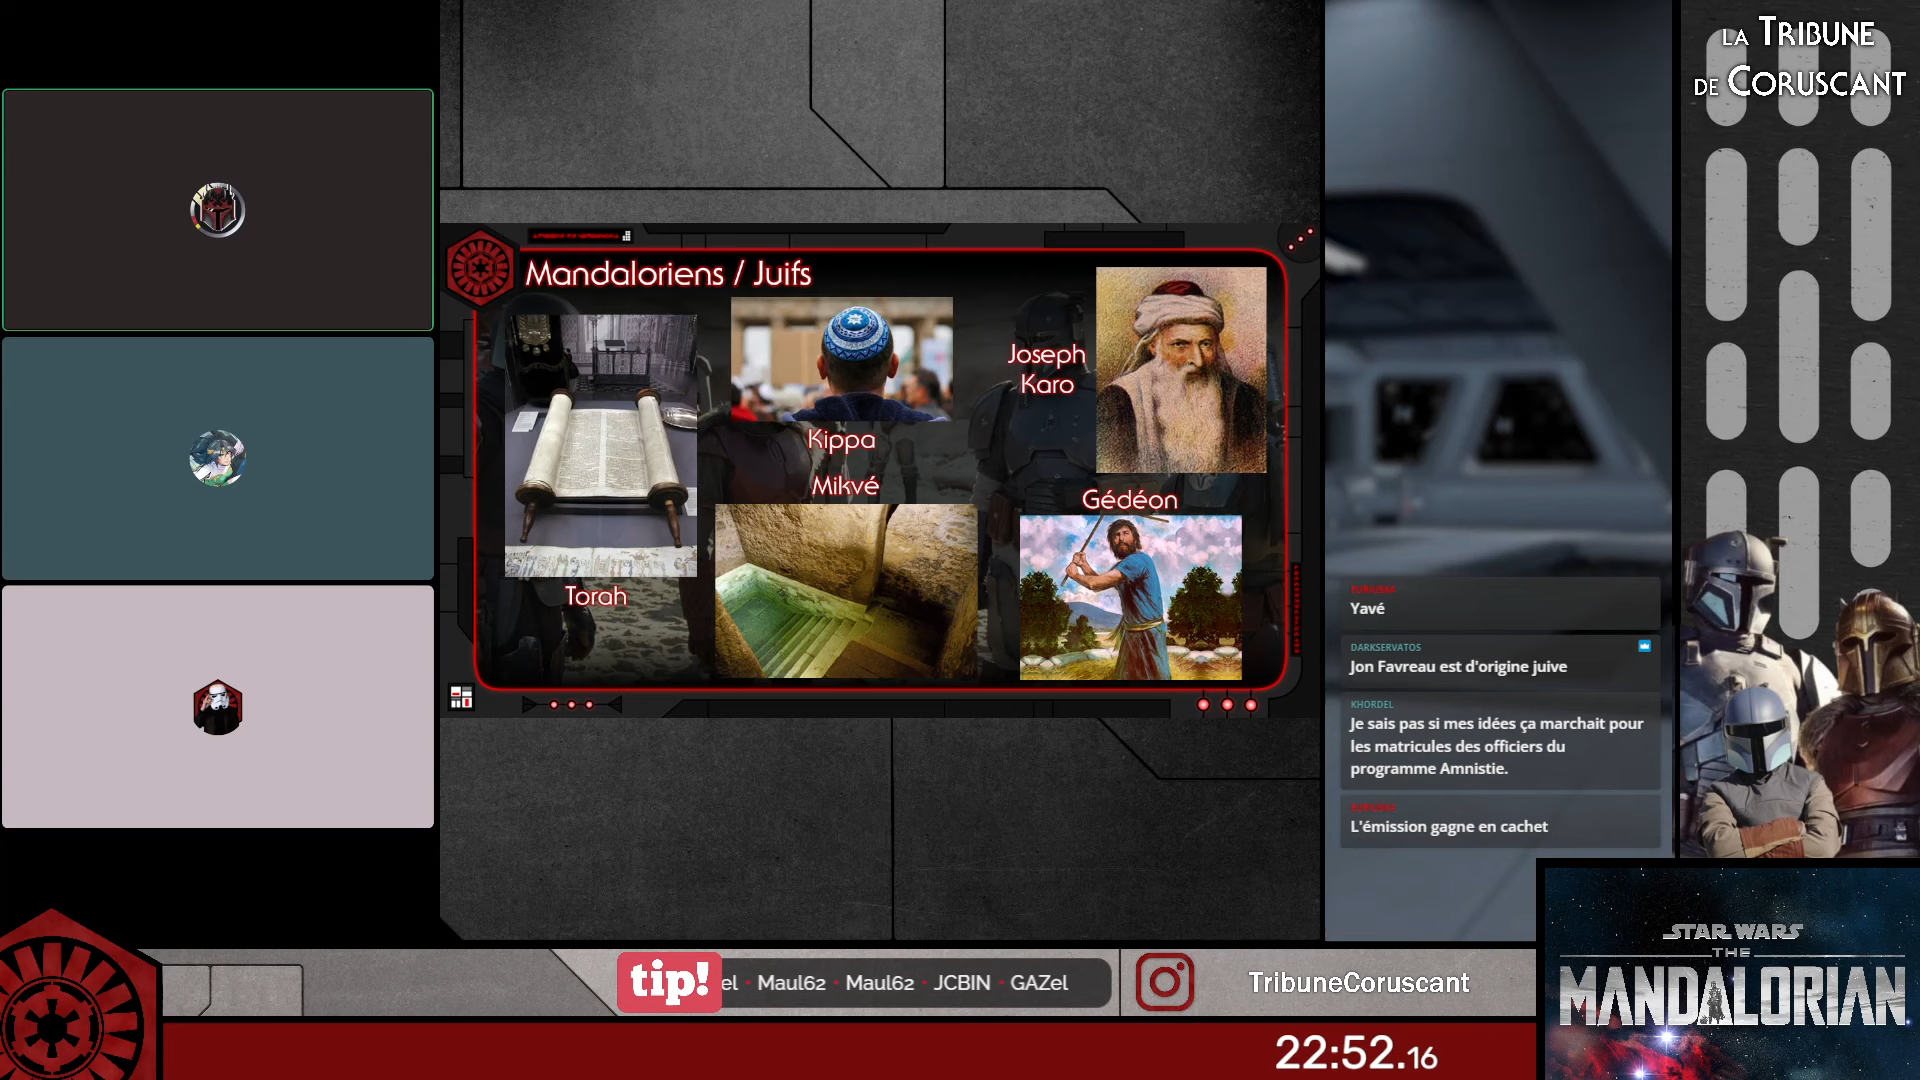 LA TRIBUNE
DE CORUSCANT
Mandaloriens / Juifs
Joseph
Karo
Kippa
Mikvé
Gédéon
Torah
Yavé
DARKSERVATOS
Jon Favreau est d'origine juive
KHORDEL
Je sais pas si mes idées ça marchait pour
les matricules des officiers du
programme Amnistie.
L'émission gagne en cachet
tip!
el • Maul62 • Maul62 • JCBIN • GAZel
TribuneCoruscant
22:52.16
STAR WARS
THE
MANDALORIAN